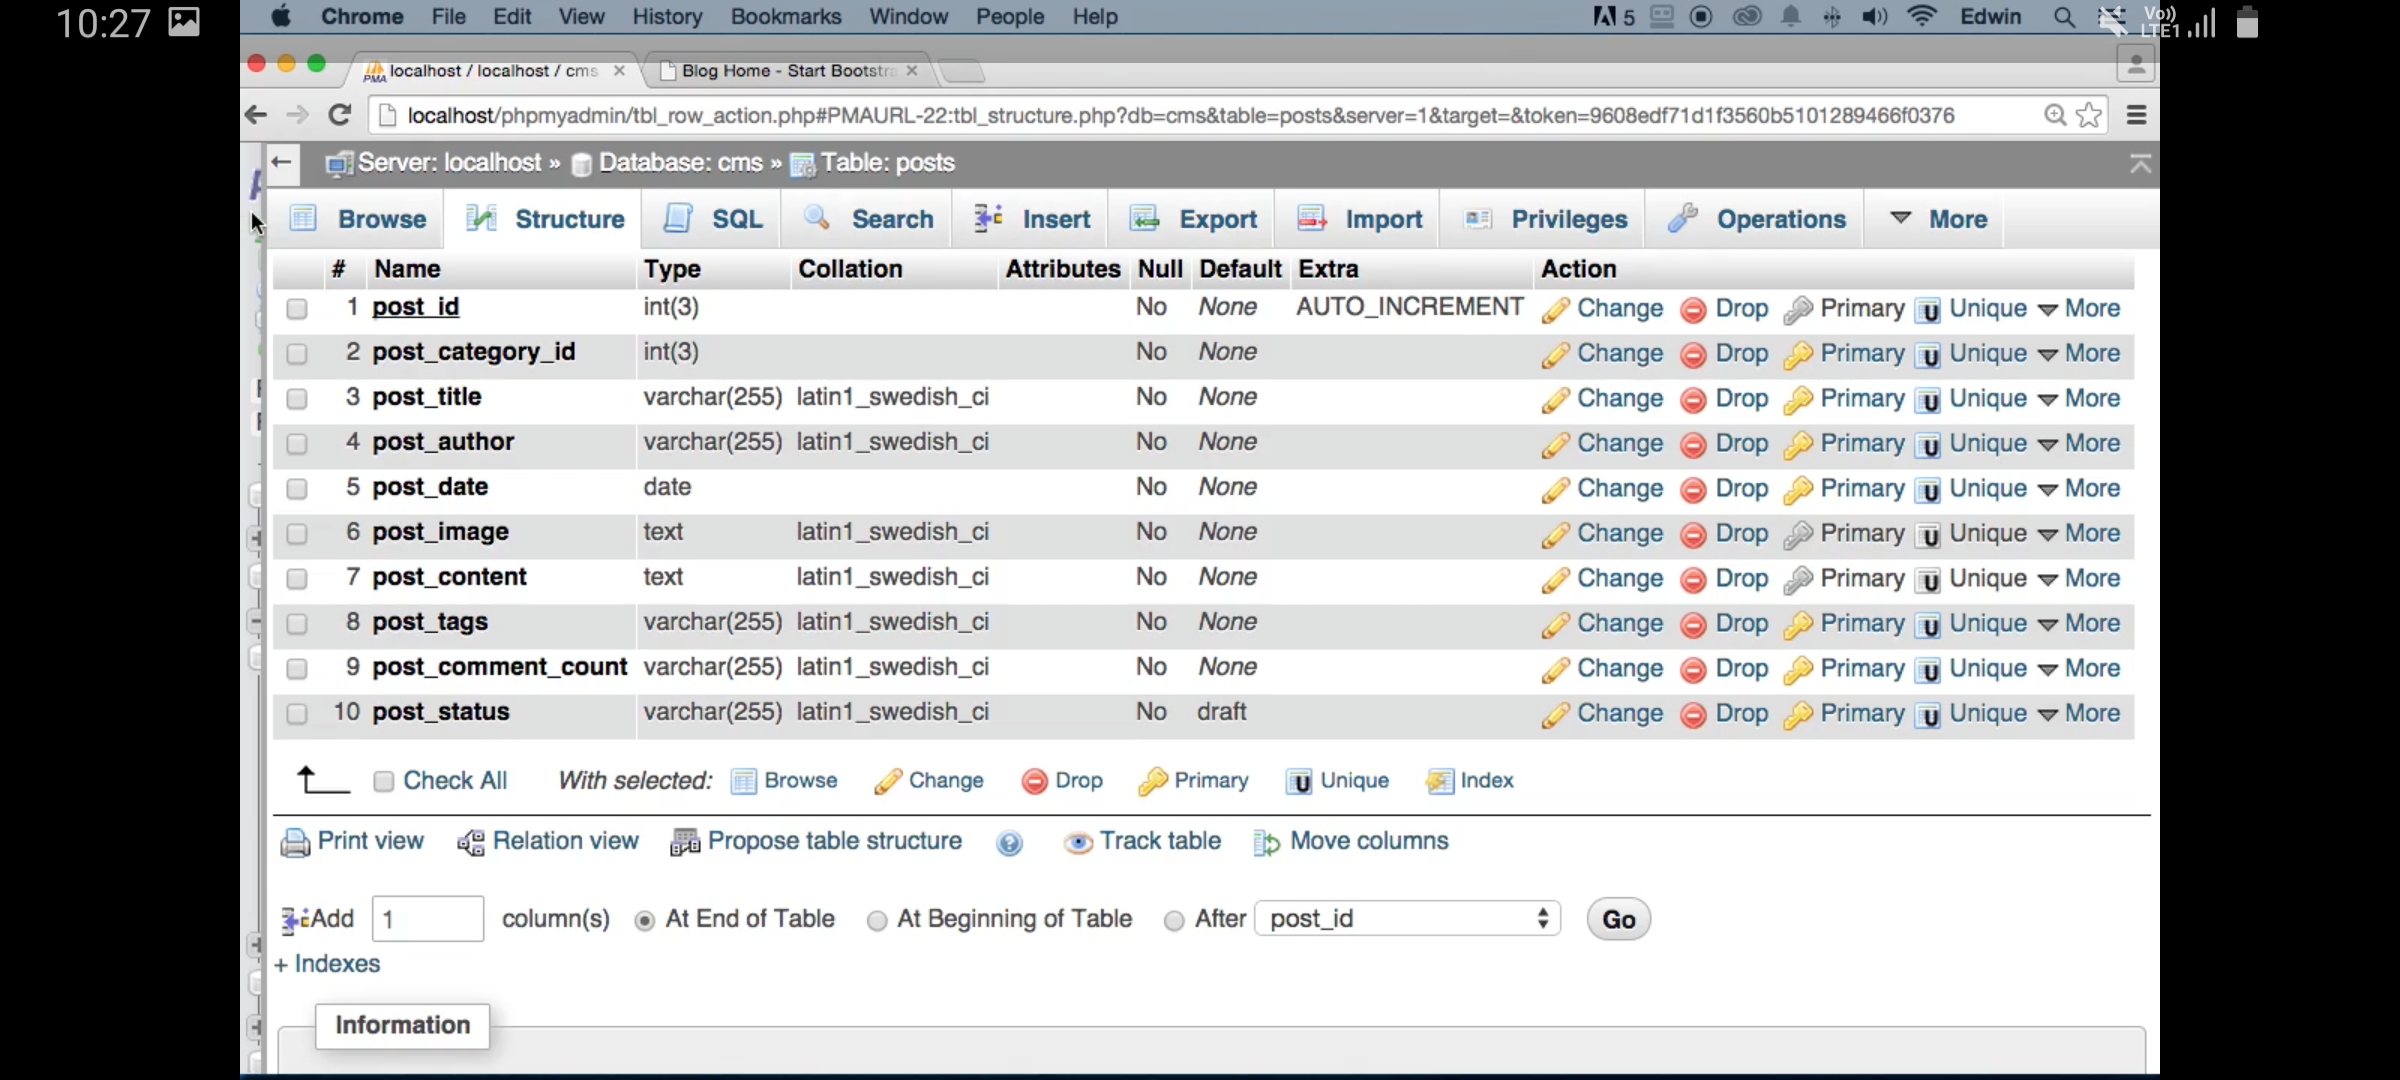 10:27
Chrome File Edit View History Bookmarks Window People Help 5 Edwin Vo)) LTE1
localhost / localhost / cms Blog Home - Start Bootstr
localhost/phpmyadmin/tbl_row_action.php#PMAURL-22:tbl_structure.php?db=cms&table=posts&server=1&target=&token=9608edf71d1f3560b5101289466f0376
Server: localhost » Database: cms » Table: posts
Browse Structure SQL Search Insert Export Import Privileges Operations More
# Name Type Collation Attributes Null Default Extra Action
1 post_id int(3) No None AUTO_INCREMENT Change Drop Primary Unique More
2 post_category_id int(3) No None Change Drop Primary Unique More
3 post_title varchar(255) latin1_swedish_ci No None Change Drop Primary Unique More
4 post_author varchar(255) latin1_swedish_ci No None Change Drop Primary Unique More
5 post_date date No None Change Drop Primary Unique More
6 post_image text latin1_swedish_ci No None Change Drop Primary Unique More
7 post_content text latin1_swedish_ci No None Change Drop Primary Unique More
8 post_tags varchar(255) latin1_swedish_ci No None Change Drop Primary Unique More
9 post_comment_count varchar(255) latin1_swedish_ci No None Change Drop Primary Unique More
10 post_status varchar(255) latin1_swedish_ci No draft Change Drop Primary Unique More
Check All With selected: Browse Change Drop Primary Unique Index
Print view Relation view Propose table structure Track table Move columns
Add 1 column(s) At End of Table At Beginning of Table After post_id Go
+ Indexes
Information